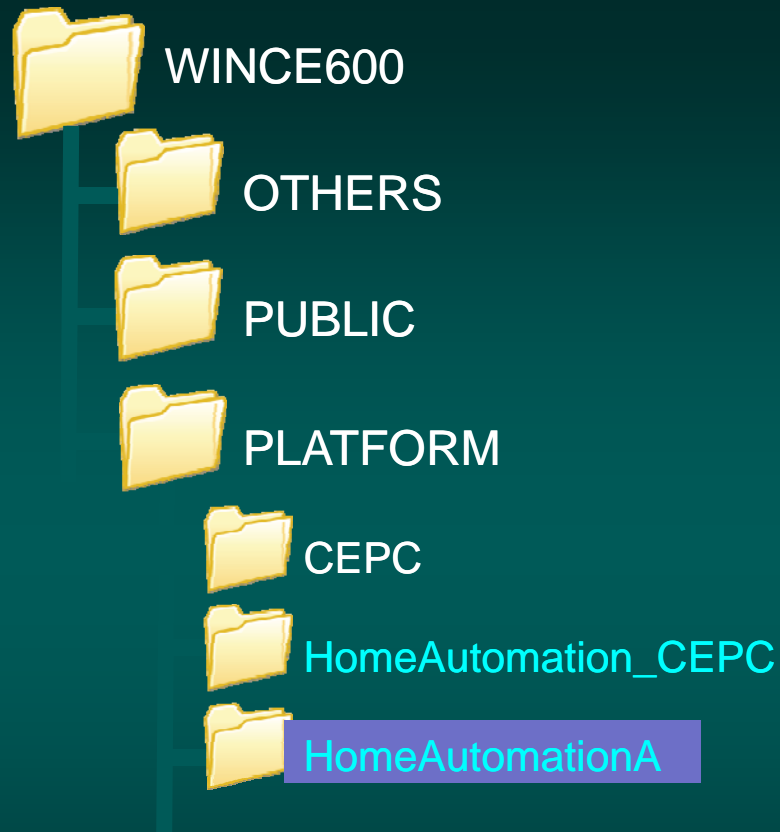 WINCE600
OTHERS
PUBLIC
PLATFORM
CEPC
HomeAutomation_CEPC
HomeAutomationA